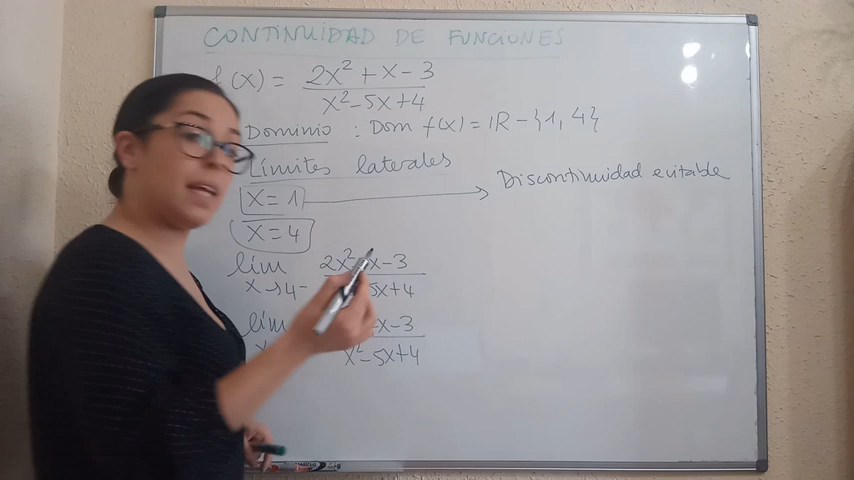 CONTINUIDAD DE FUNCIONES
(x) = 2x² + x - 3
x² - 5x + 4
Dominio : Dom f(x) = IR - {1, 4}
Límites laterales
x = 1 → Discontinuidad evitable
x = 4
lím 2x² x - 3
x → 4⁻ 5x + 4
lím x - 3
x² - 5x + 4